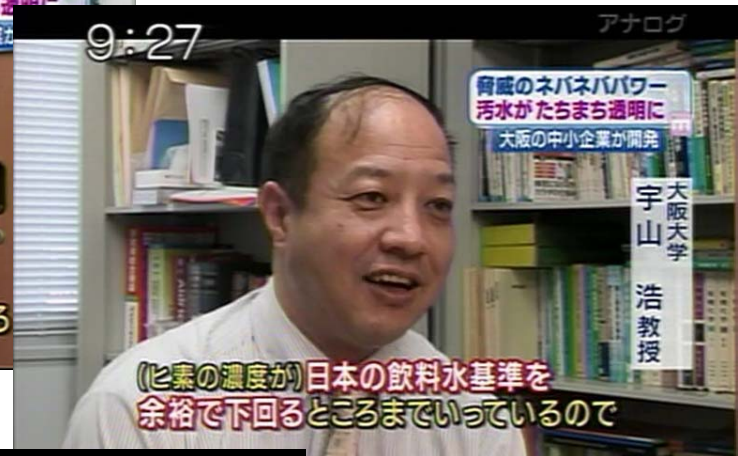 9:27
アナログ
脅威のネバネバパワー
汚水がたちまち透明に
大阪の中小企業が開発
大阪大学
宇山 浩教授
(ヒ素の濃度が)日本の飲料水基準を
余裕で下回るところまでいっているので